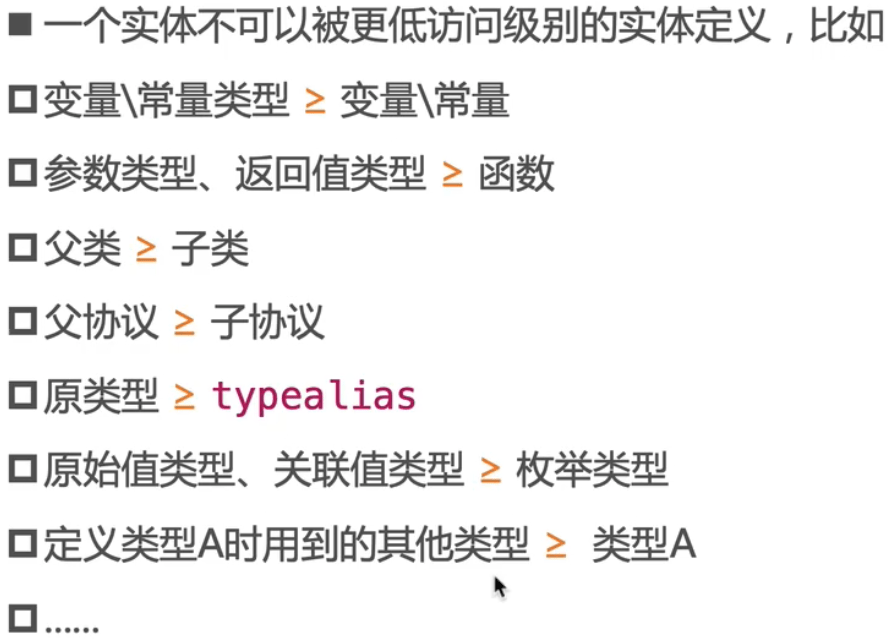 ■ 一个实体不可以被更低访问级别的实体定义，比如
□ 变量\常量类型 ≥ 变量\常量
□ 参数类型、返回值类型 ≥ 函数
□ 父类 ≥ 子类
□ 父协议 ≥ 子协议
□ 原类型 ≥ typealias
□ 原始值类型、关联值类型 ≥ 枚举类型
□ 定义类型A时用到的其他类型 ≥ 类型A
□ ......